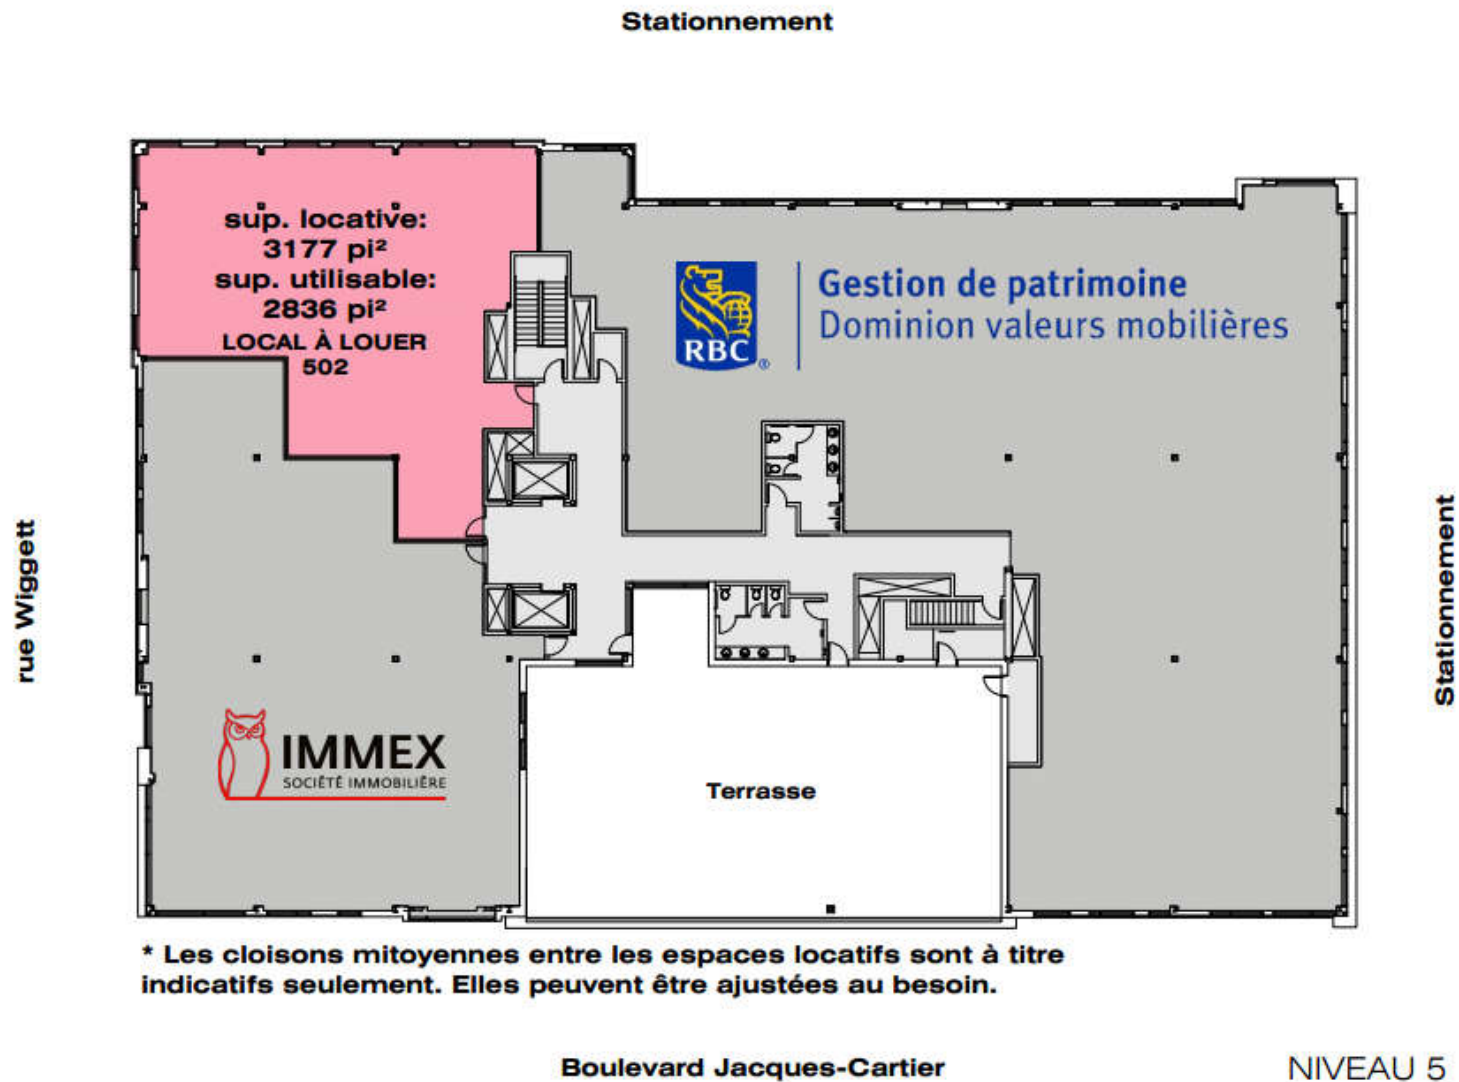 Stationnement
sup. locative:
3177 pi²
sup. utilisable:
2836 pi²
LOCAL À LOUER
502
RBC
®
Gestion de patrimoine
Dominion valeurs mobilières
rue Wiggett
Stationnement
IMMEX
SOCIÉTÉ IMMOBILIÈRE
Terrasse
* Les cloisons mitoyennes entre les espaces locatifs sont à titre
indicatifs seulement. Elles peuvent être ajustées au besoin.
Boulevard Jacques-Cartier
NIVEAU 5